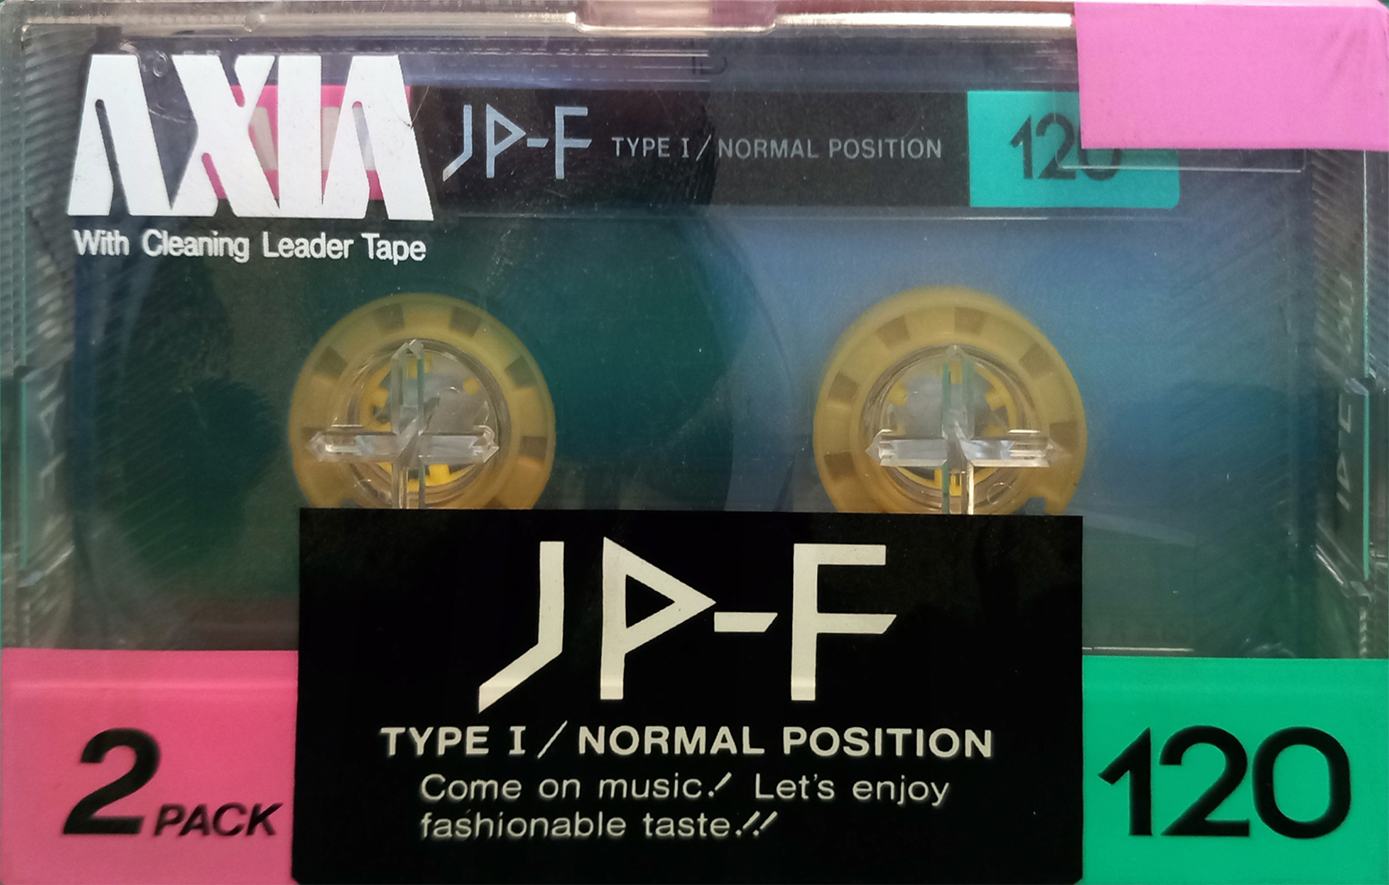 AXIA
JP-F TYPE I/NORMAL POSITION 120
With Cleaning Leader Tape
JP-F
TYPE I/NORMAL POSITION
Come on music! Let's enjoy
fashionable taste!!
2 PACK
120